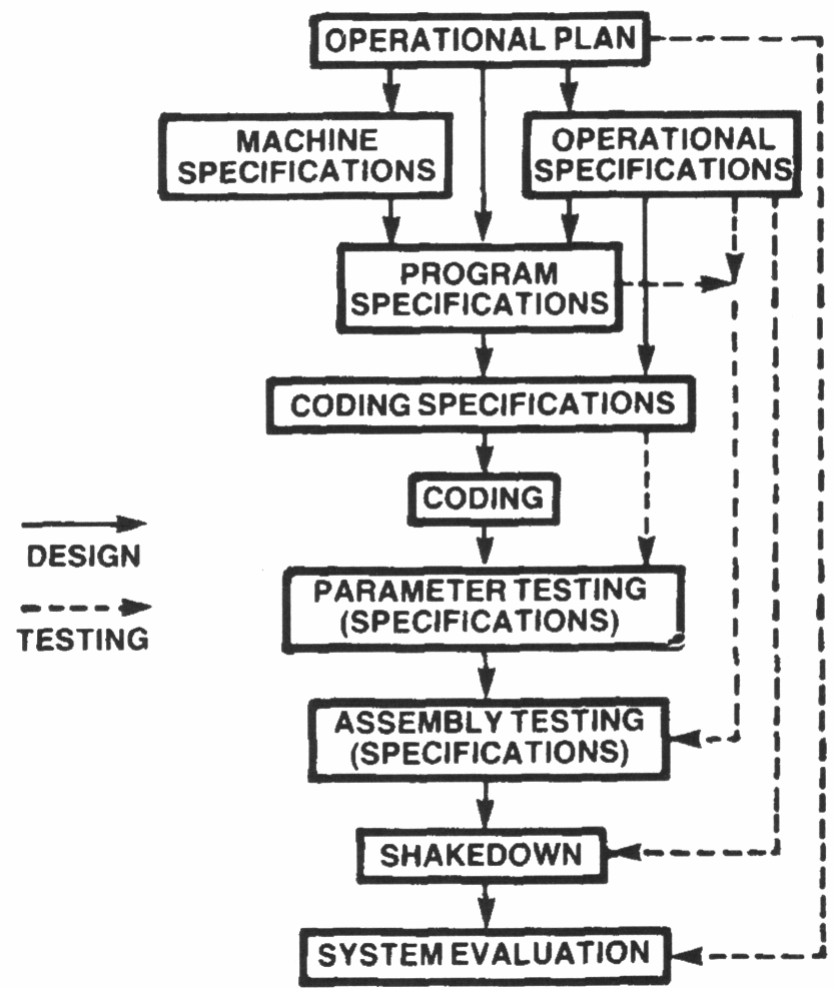 OPERATIONAL PLAN
MACHINE
SPECIFICATIONS
OPERATIONAL
SPECIFICATIONS
PROGRAM
SPECIFICATIONS
CODING SPECIFICATIONS
CODING
DESIGN
TESTING
PARAMETER TESTING
(SPECIFICATIONS)
ASSEMBLY TESTING
(SPECIFICATIONS)
SHAKEDOWN
SYSTEM EVALUATION